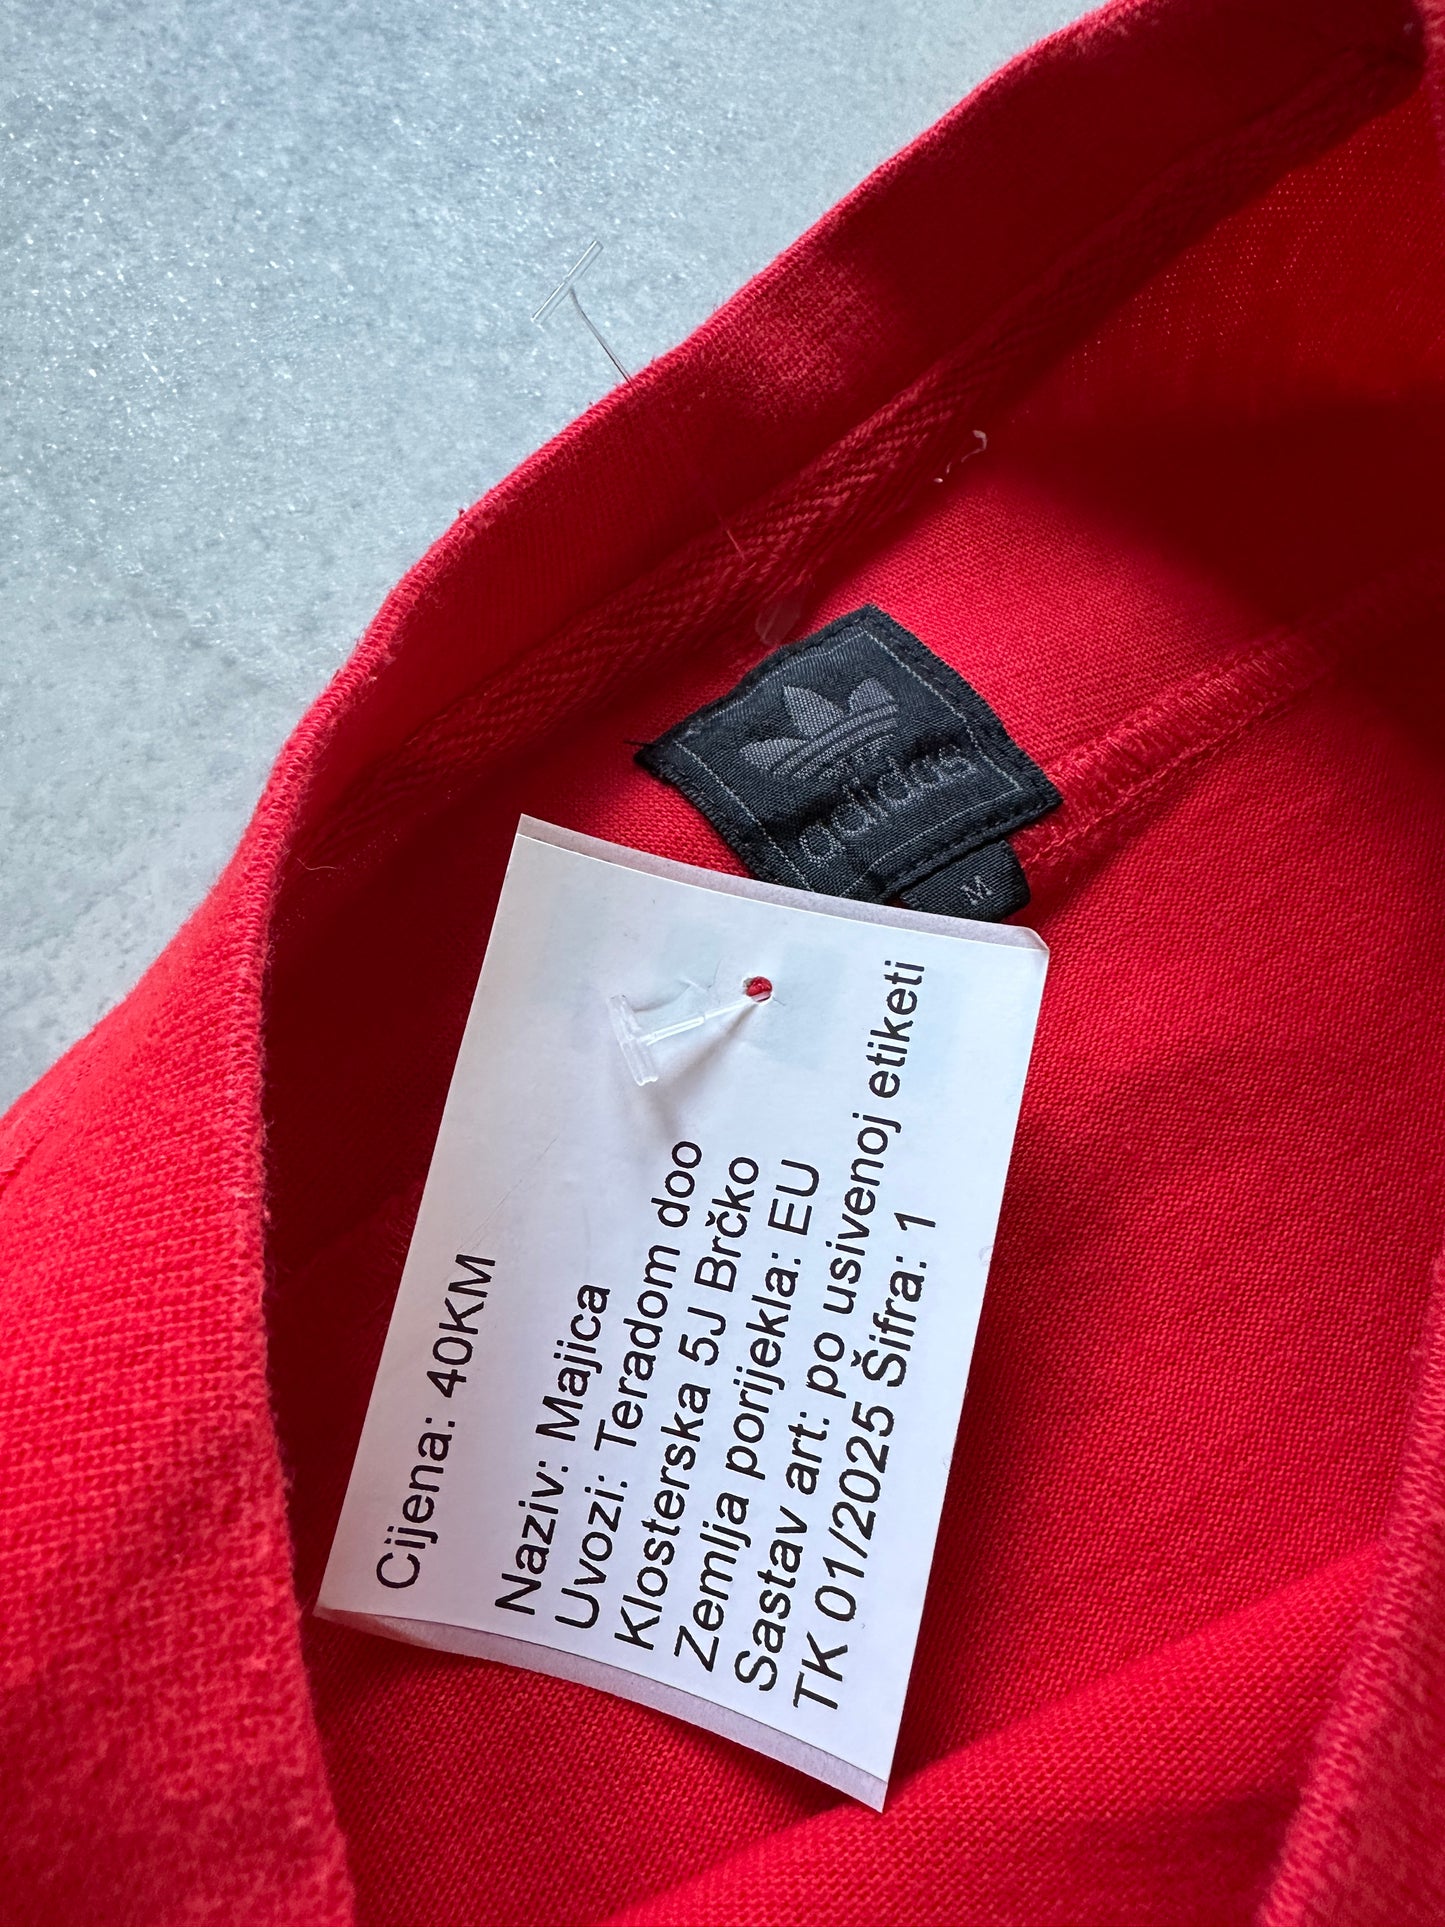 adidas
M
Cijena: 40KM
Naziv: Majica
Uvozi: Teradom doo
Klosterska 5J Brčko
Zemlja porijekla: EU
Sastav art: po usivenoj etiketi
TK 01/2025 Šifra: 1